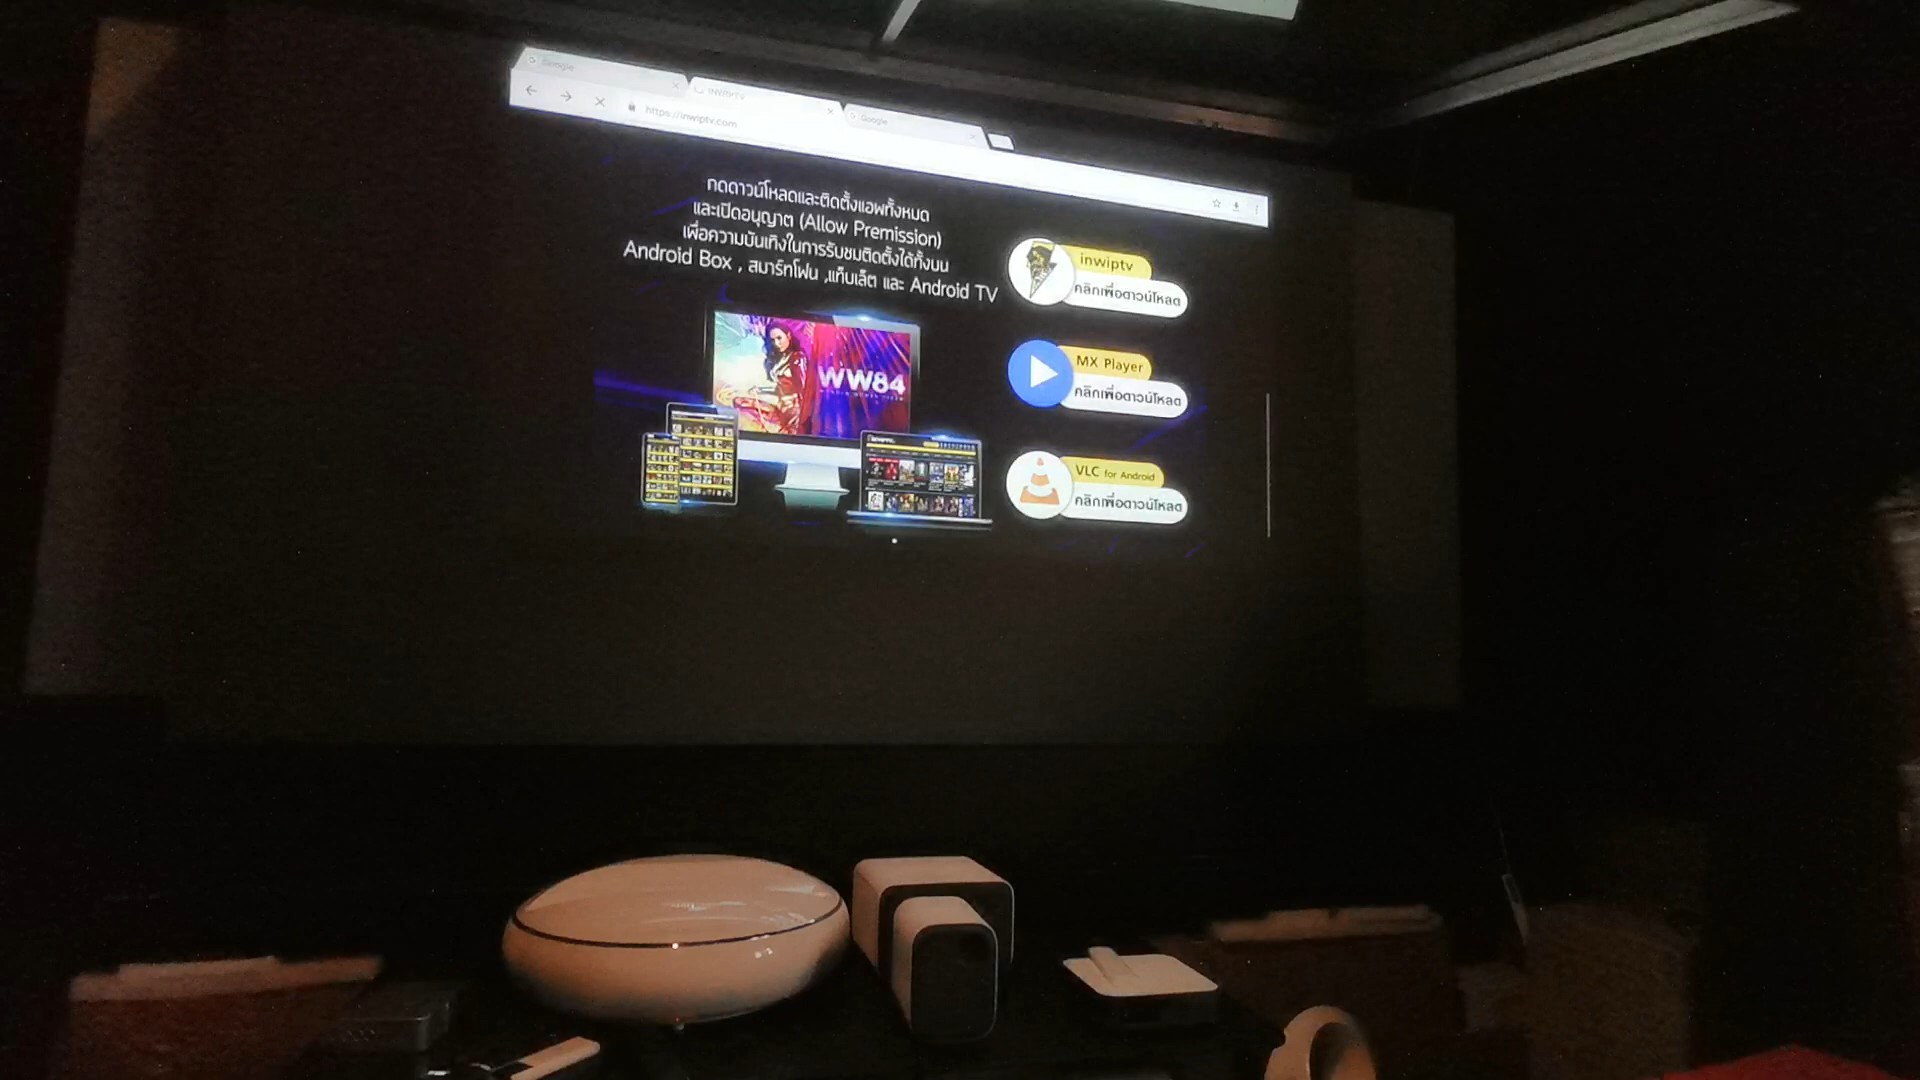 Google
INWIPTV
Google
https://inwiptv.com
กดดาวน์โหลดและติดตั้งแอพทั้งหมด
และเปิดอนุญาต (Allow Premission)
เพื่อความบันเทิงในการรับชมติดตั้งได้ทั้งบน
Android Box , สมาร์ทโฟน ,แท็บเล็ต และ Android TV
inwiptv
คลิกเพื่อดาวน์โหลด
MX Player
คลิกเพื่อดาวน์โหลด
VLC for Android
คลิกเพื่อดาวน์โหลด
WW84